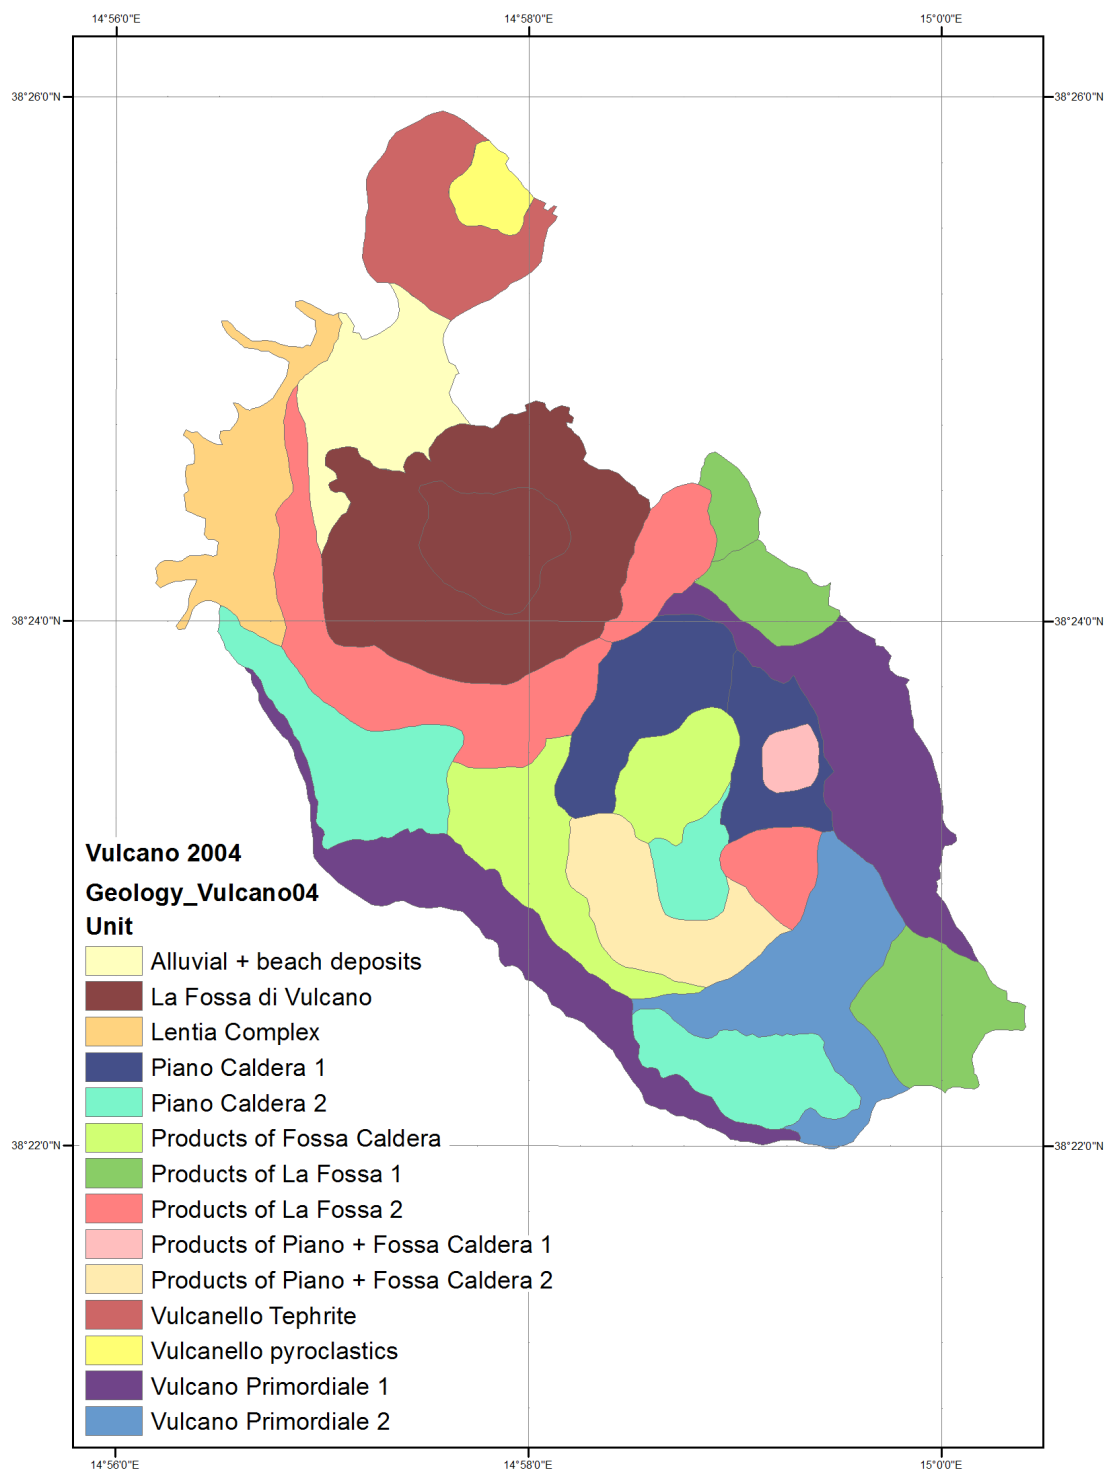 14°56'0"E 14°58'0"E 15°0'0"E
38°26'0"N 38°26'0"N
38°24'0"N 38°24'0"N
Vulcano 2004
Geology_Vulcano04
Unit
Alluvial + beach deposits
La Fossa di Vulcano
Lentia Complex
Piano Caldera 1
Piano Caldera 2
Products of Fossa Caldera
38°22'0"N 38°22'0"N
Products of La Fossa 1
Products of La Fossa 2
Products of Piano + Fossa Caldera 1
Products of Piano + Fossa Caldera 2
Vulcanello Tephrite
Vulcanello pyroclastics
Vulcano Primordiale 1
Vulcano Primordiale 2
14°56'0"E 14°58'0"E 15°0'0"E